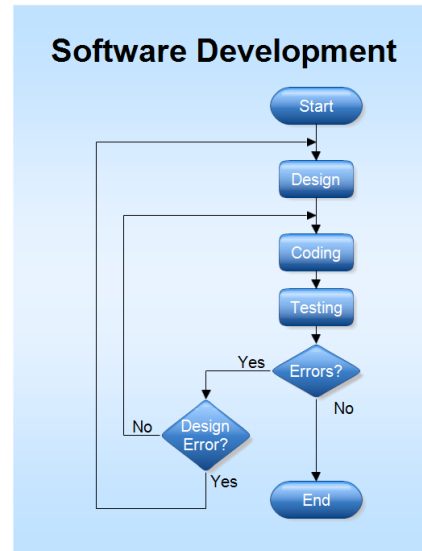 Software Development
Start
Design
Coding
Testing
Errors?
Yes
No
Design
Error?
No
Yes
End